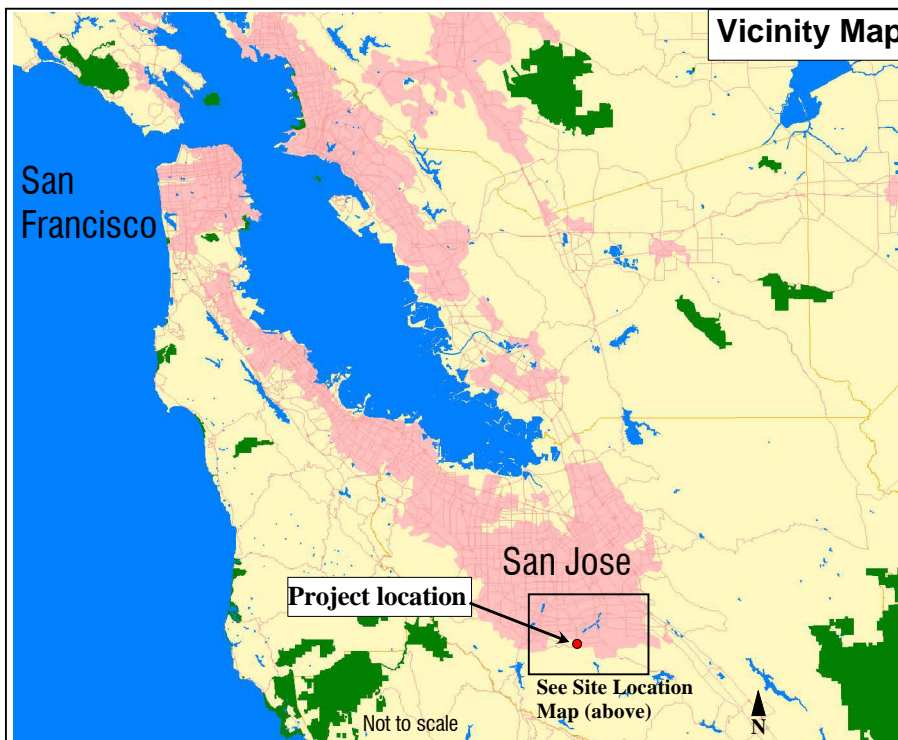 Vicinity Map
San
Francisco
San Jose
Project location
See Site Location
Map (above)
Not to scale
N